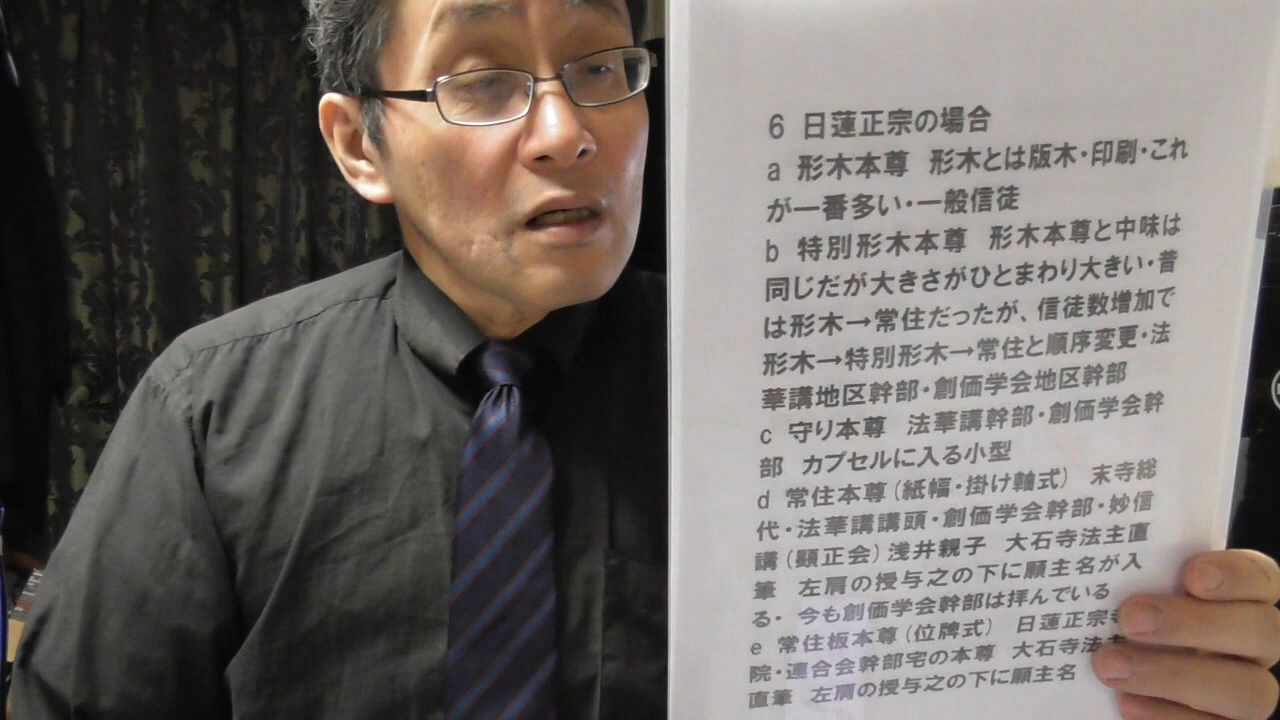 6 日蓮正宗の場合
a 形木本尊 形木とは版木・印刷・これ
が一番多い・一般信徒
b 特別形木本尊 形木本尊と中味は
同じだが大きさがひとまわり大きい・昔
は形木→常住だったが、信徒数増加で
形木→特別形木→常住と順序変更・法
華講地区幹部・創価学会地区幹部
c 守り本尊 法華講幹部・創価学会幹
部 カプセルに入る小型
d 常住本尊(紙幅・掛け軸式) 末寺総
代・法華講講頭・創価学会幹部・妙信
講(顕正会)浅井親子 大石寺法主直
筆 左肩の授与之の下に願主名が入
る・ 今も創価学会幹部は拝んでいる
e 常住板本尊(位牌式) 日蓮正宗寺
院・連合会幹部宅の本尊 大石寺法主
直筆 左肩の授与之の下に願主名